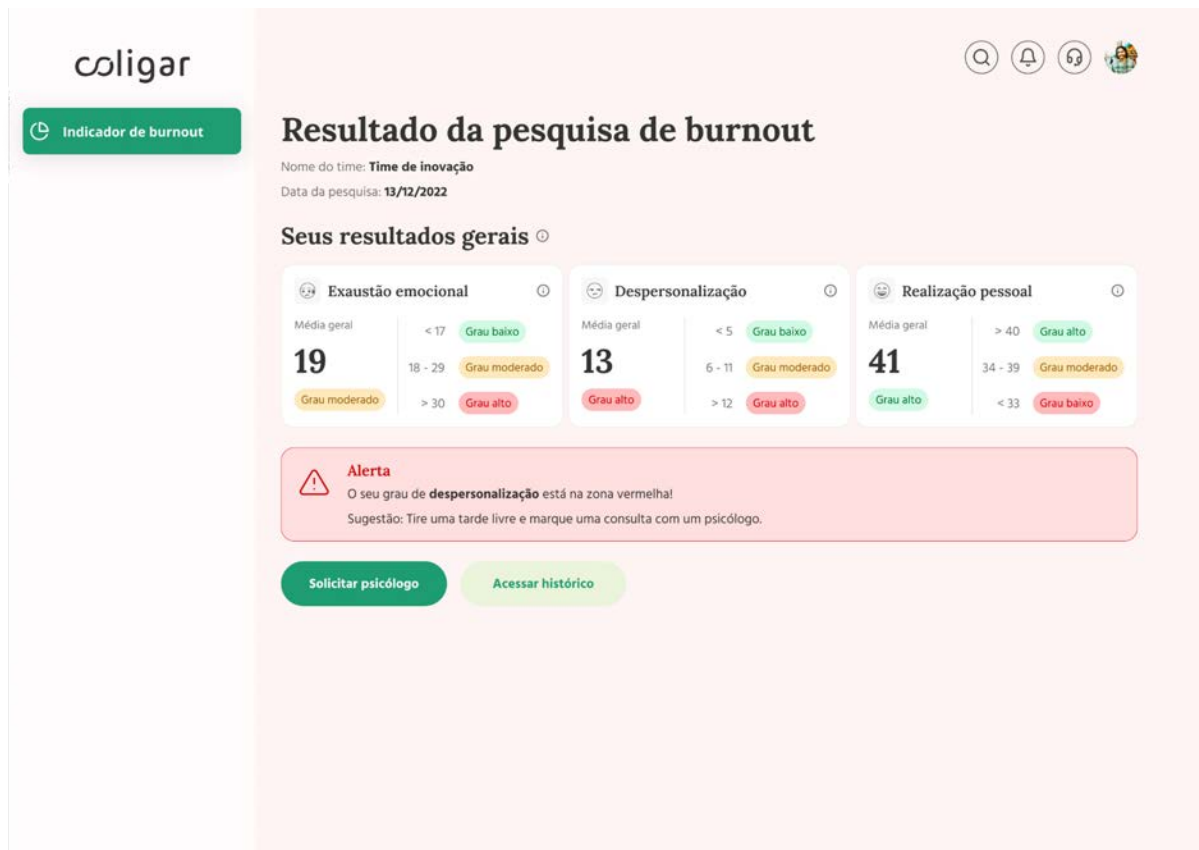 coligar
Indicador de burnout
Resultado da pesquisa de burnout
Nome do time: Time de inovação
Data da pesquisa: 13/12/2022
Seus resultados gerais
Exaustão emocional
Média geral
19
Grau moderado
< 17 Grau baixo
18 - 29 Grau moderado
> 30 Grau alto
Despersonalização
Média geral
13
Grau alto
< 5 Grau baixo
6 - 11 Grau moderado
> 12 Grau alto
Realização pessoal
Média geral
41
Grau alto
> 40 Grau alto
34 - 39 Grau moderado
< 33 Grau baixo
Alerta
O seu grau de despersonalização está na zona vermelha!
Sugestão: Tire uma tarde livre e marque uma consulta com um psicólogo.
Solicitar psicólogo
Acessar histórico